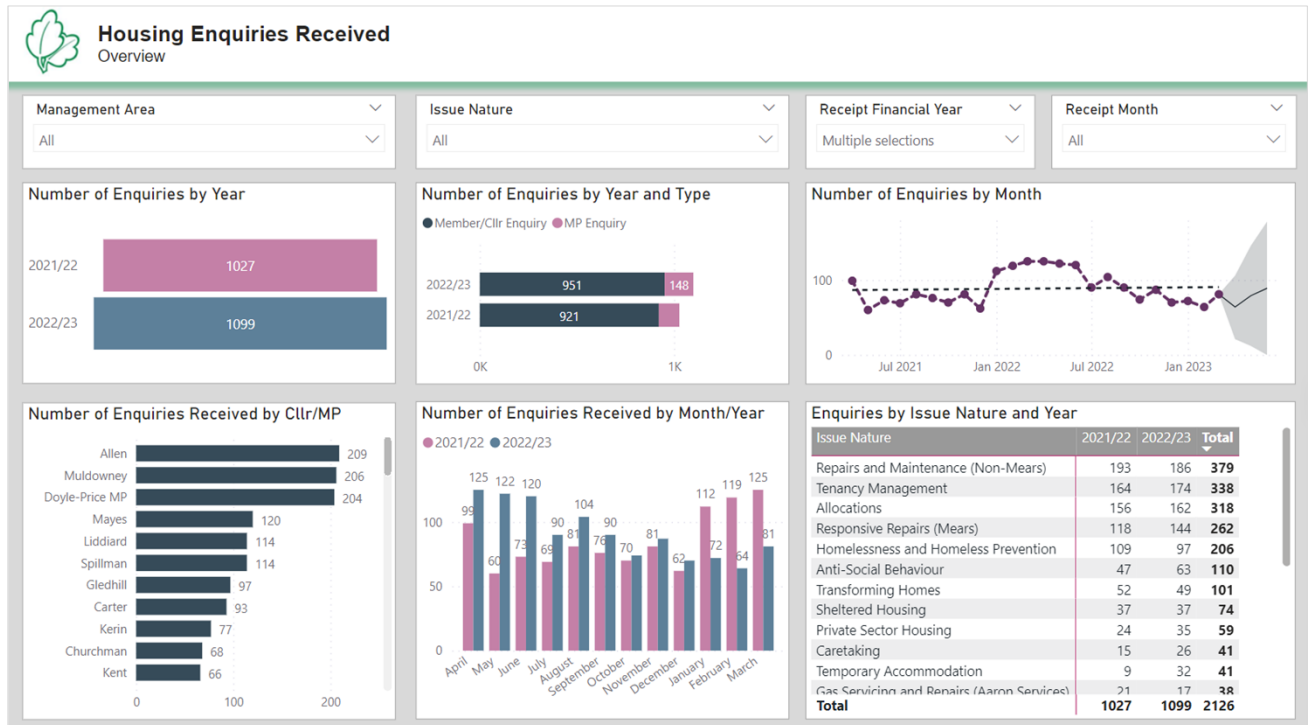 Housing Enquiries Received
Overview
Management Area
All
Issue Nature
All
Receipt Financial Year
Multiple selections
Receipt Month
All
Number of Enquiries by Year
2021/22
1027
2022/23
1099
Number of Enquiries by Year and Type
Member/Cllr Enquiry MP Enquiry
2022/23 951 148
2021/22 921
0K 1K
Number of Enquiries by Month
100
0
Jul 2021 Jan 2022 Jul 2022 Jan 2023
Number of Enquiries Received by Cllr/MP
Allen 209
Muldowney 206
Doyle-Price MP 204
Mayes 120
Liddiard 114
Spillman 114
Gledhill 97
Carter 93
Kerin 77
Churchman 68
Kent 66
0 100 200
Number of Enquiries Received by Month/Year
2021/22 2022/23
125 122 120 104 112 119 125
99 60 73 69 90 81 76 90 70 81 62 72 64 81
100
50
0
April May June July August September October November December January February March
Enquiries by Issue Nature and Year
Issue Nature 2021/22 2022/23 Total
Repairs and Maintenance (Non-Mears) 193 186 379
Tenancy Management 164 174 338
Allocations 156 162 318
Responsive Repairs (Mears) 118 144 262
Homelessness and Homeless Prevention 109 97 206
Anti-Social Behaviour 47 63 110
Transforming Homes 52 49 101
Sheltered Housing 37 37 74
Private Sector Housing 24 35 59
Caretaking 15 26 41
Temporary Accommodation 9 32 41
Gas Servicing and Repairs (Aaron Services) 21 17 38
Total 1027 1099 2126